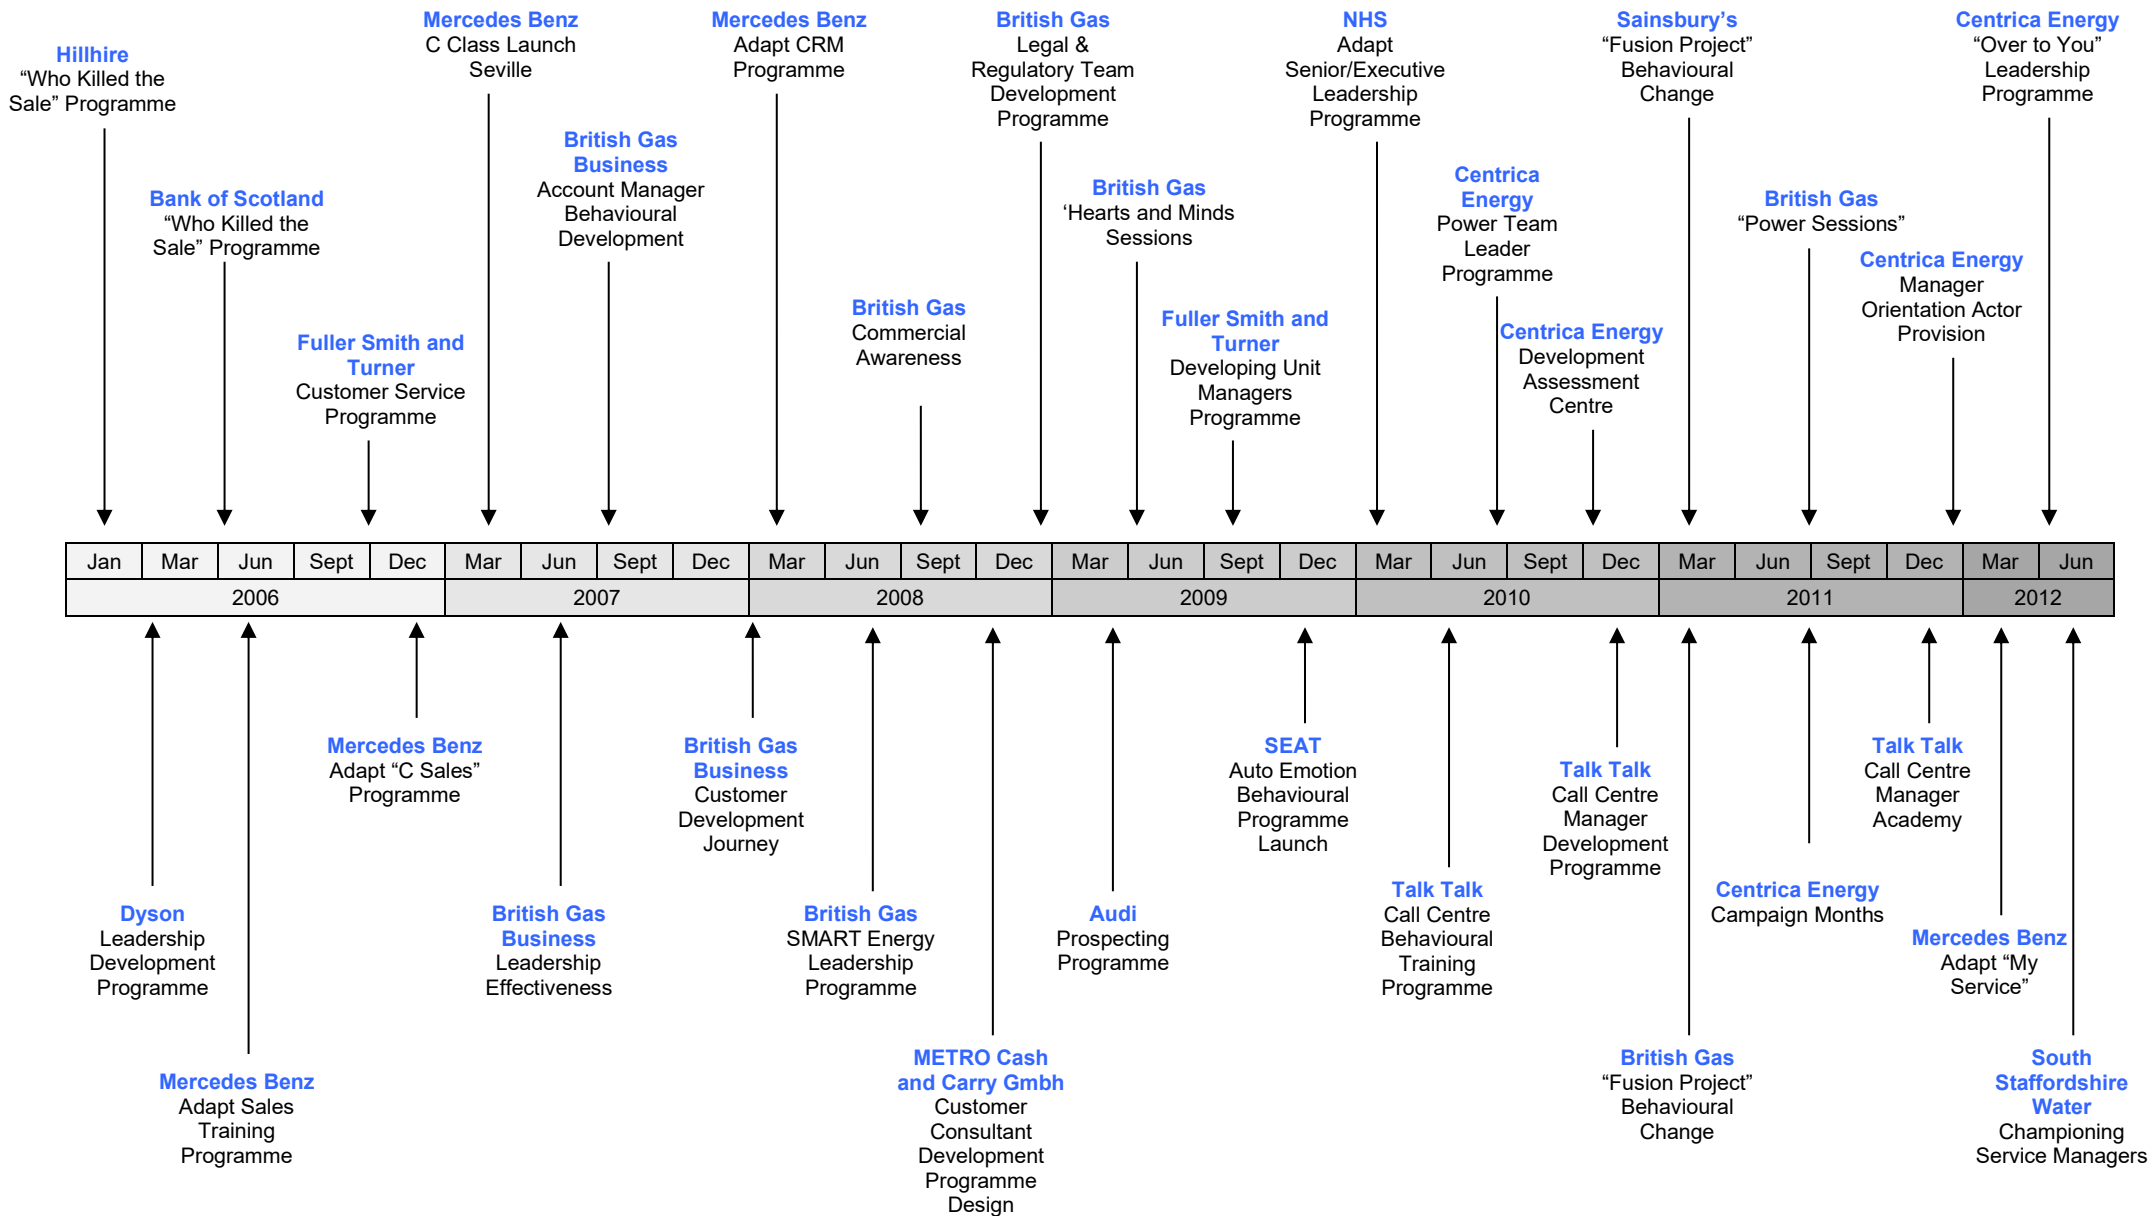 Hillhire
“Who Killed the
Sale” Programme
Bank of Scotland
“Who Killed the
Sale” Programme
Fuller Smith and
Turner
Customer Service
Programme
Mercedes Benz
C Class Launch
Seville
British Gas
Business
Account Manager
Behavioural
Development
Mercedes Benz
Adapt CRM
Programme
British Gas
Commercial
Awareness
British Gas
Legal &
Regulatory Team
Development
Programme
British Gas
‘Hearts and Minds
Sessions
Fuller Smith and
Turner
Developing Unit
Managers
Programme
NHS
Adapt
Senior/Executive
Leadership
Programme
Centrica
Energy
Power Team
Leader
Programme
Centrica Energy
Development
Assessment
Centre
Sainsbury’s
“Fusion Project”
Behavioural
Change
British Gas
“Power Sessions”
Centrica Energy
Manager
Orientation Actor
Provision
Centrica Energy
“Over to You”
Leadership
Programme
Jan Mar Jun Sept Dec Mar Jun Sept Dec Mar Jun Sept Dec Mar Jun Sept Dec Mar Jun Sept Dec Mar Jun Sept Dec Mar Jun
2006 2007 2008 2009 2010 2011 2012
Dyson
Leadership
Development
Programme
Mercedes Benz
Adapt Sales
Training
Programme
Mercedes Benz
Adapt “C Sales”
Programme
British Gas
Business
Leadership
Effectiveness
British Gas
Business
Customer
Development
Journey
British Gas
SMART Energy
Leadership
Programme
METRO Cash
and Carry Gmbh
Customer
Consultant
Development
Programme
Design
Audi
Prospecting
Programme
SEAT
Auto Emotion
Behavioural
Programme
Launch
Talk Talk
Call Centre
Behavioural
Training
Programme
Talk Talk
Call Centre
Manager
Development
Programme
British Gas
“Fusion Project”
Behavioural
Change
Centrica Energy
Campaign Months
Talk Talk
Call Centre
Manager
Academy
Mercedes Benz
Adapt “My
Service”
South
Staffordshire
Water
Championing
Service Managers